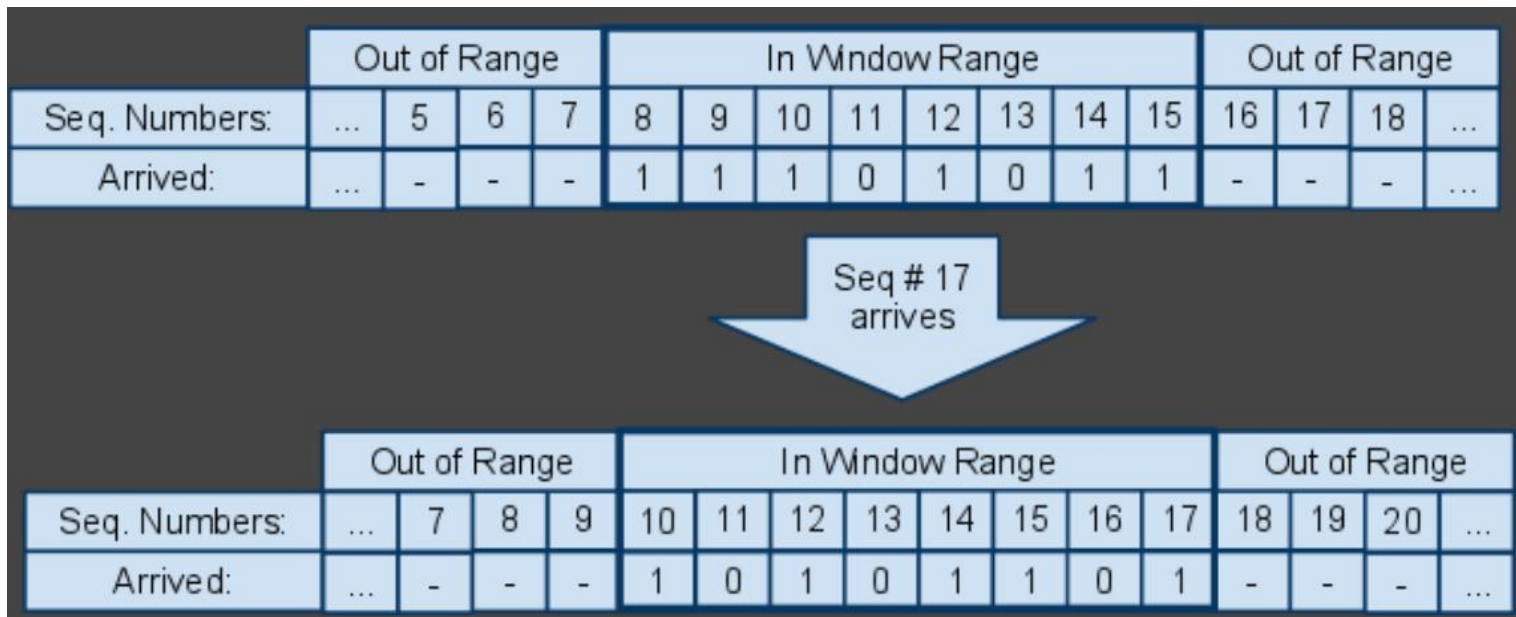 Out of Range In Window Range Out of Range
Seq. Numbers: ... 5 6 7 8 9 10 11 12 13 14 15 16 17 18 ...
Arrived: ... - - - 1 1 1 0 1 0 1 1 - - - ...
Seq # 17
arrives
Out of Range In Window Range Out of Range
Seq. Numbers: ... 7 8 9 10 11 12 13 14 15 16 17 18 19 20 ...
Arrived: ... - - - 1 0 1 0 1 1 0 1 - - - ...